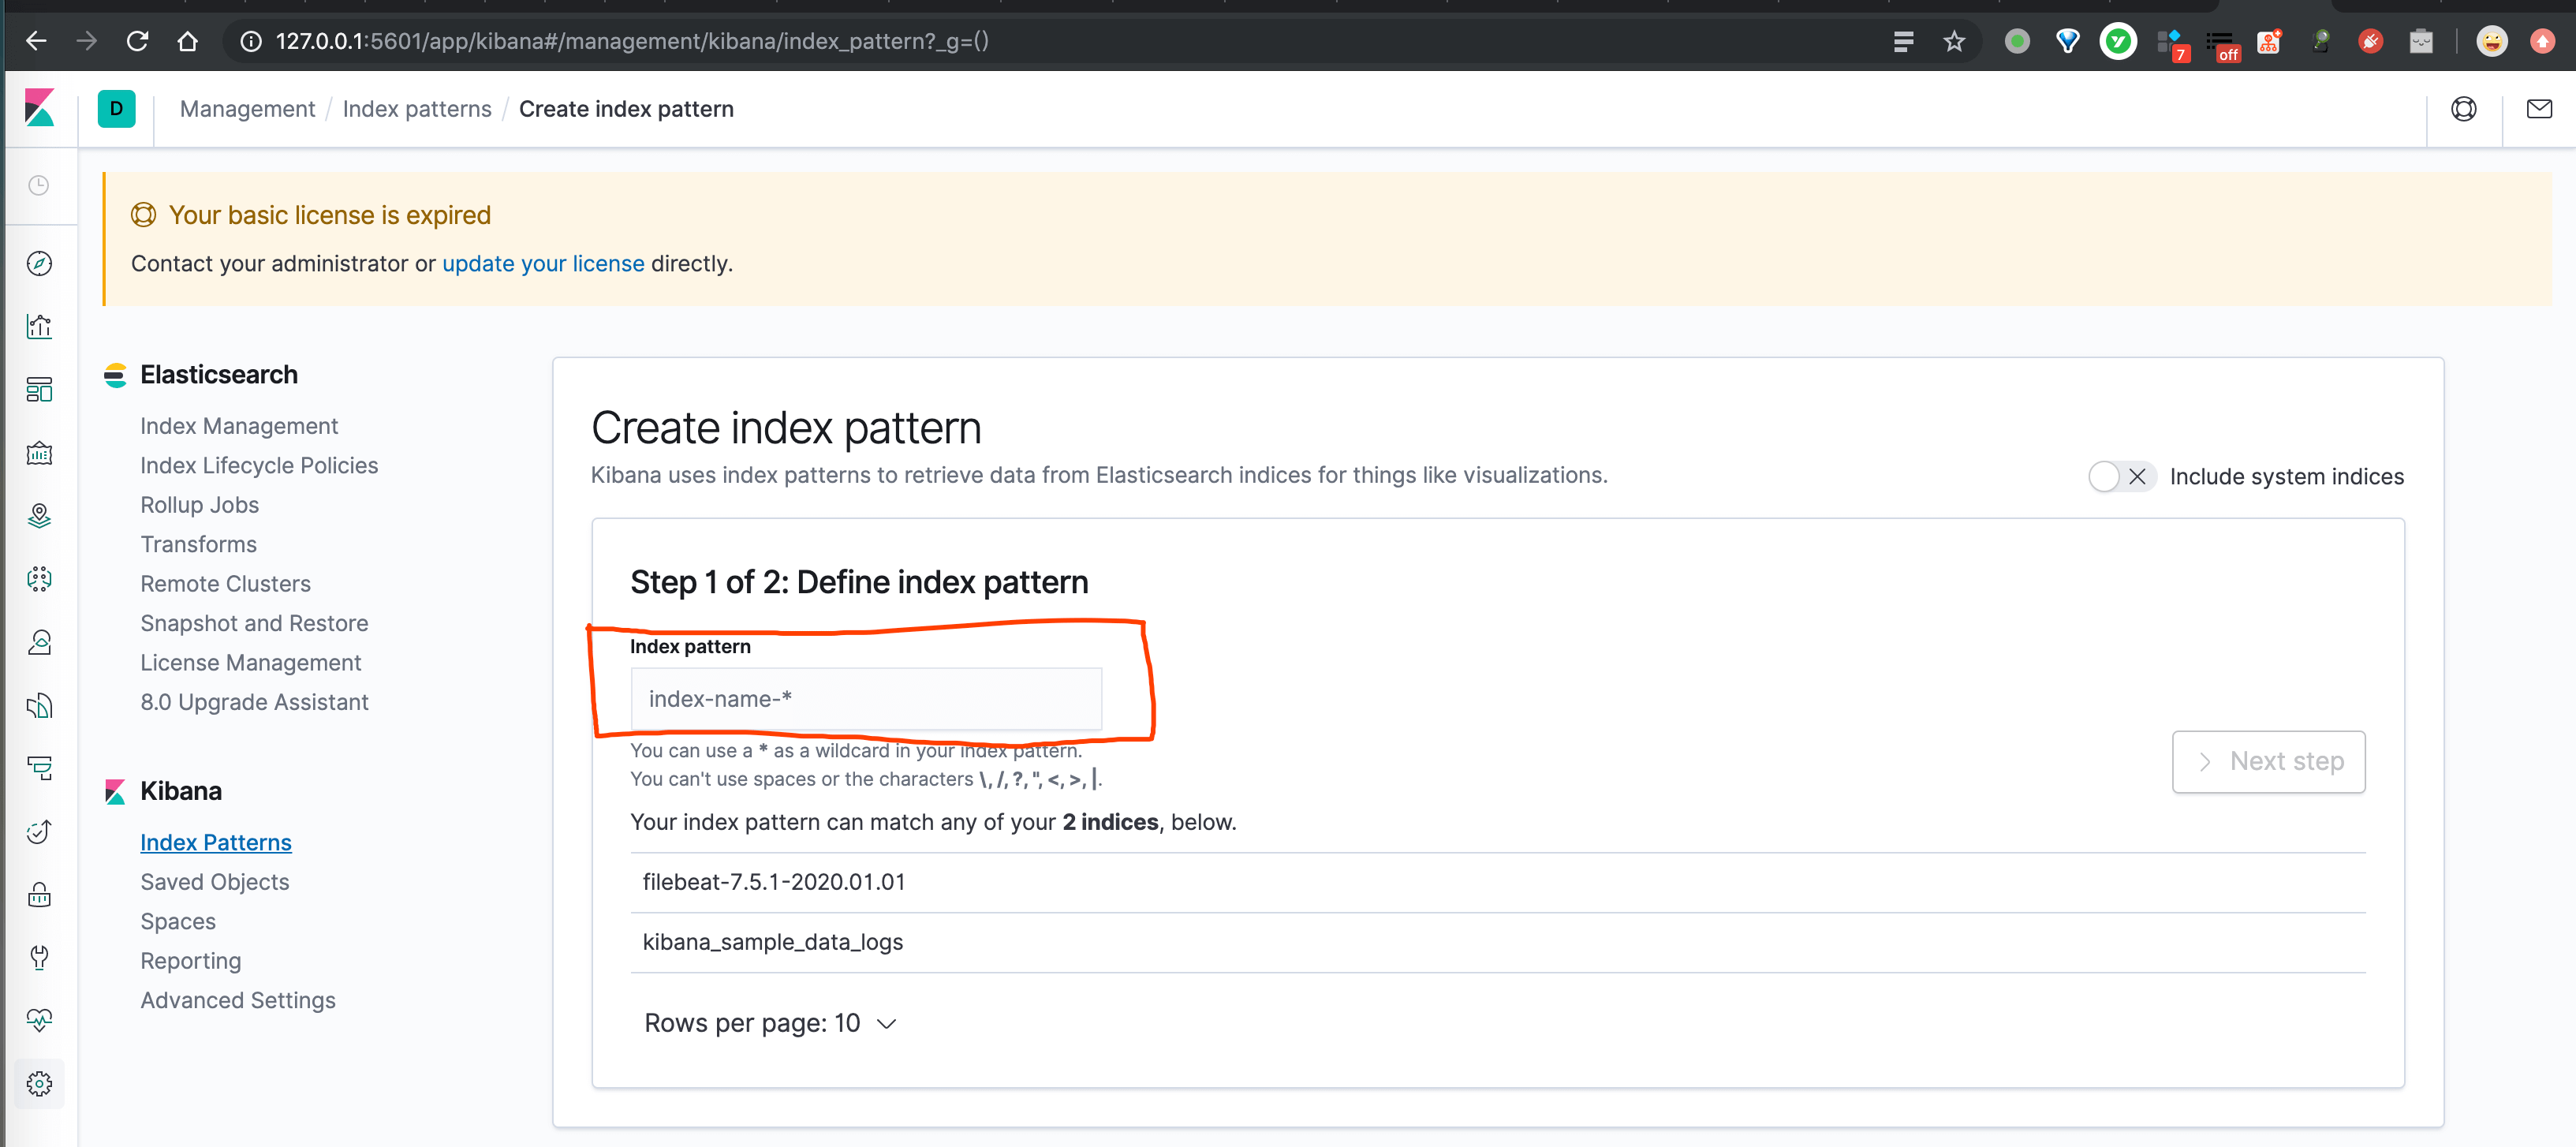 127.0.0.1:5601/app/kibana#/management/kibana/index_pattern?_g=()
7
off
D
Management / Index patterns / Create index pattern
Your basic license is expired
Contact your administrator or update your license directly.
Elasticsearch
Index Management
Index Lifecycle Policies
Rollup Jobs
Transforms
Remote Clusters
Snapshot and Restore
License Management
8.0 Upgrade Assistant
Kibana
Index Patterns
Saved Objects
Spaces
Reporting
Advanced Settings
Create index pattern
Kibana uses index patterns to retrieve data from Elasticsearch indices for things like visualizations.
Include system indices
Step 1 of 2: Define index pattern
Index pattern
index-name-*
You can use a * as a wildcard in your index pattern.
You can't use spaces or the characters \, /, ?, ", <, >, |.
Next step
Your index pattern can match any of your 2 indices, below.
filebeat-7.5.1-2020.01.01
kibana_sample_data_logs
Rows per page: 10